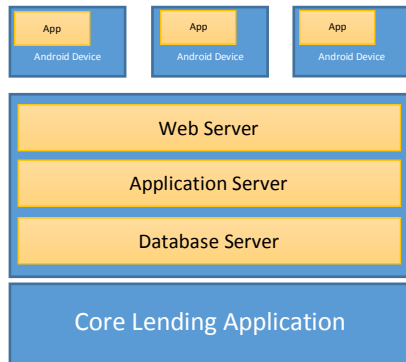 App
App
App
Android Device
Android Device
Android Device
Web Server
Application Server
Database Server
Core Lending Application